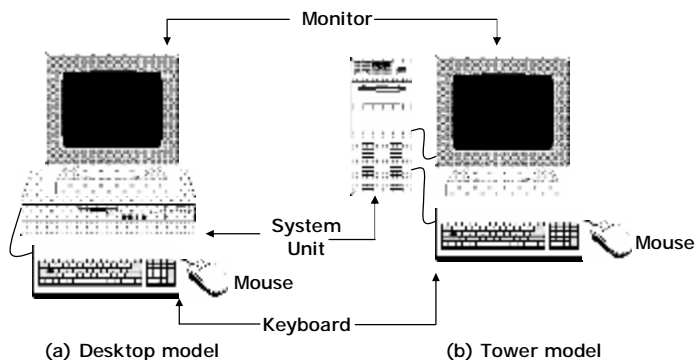 Monitor
System
Unit
Mouse
Mouse
Keyboard
(a) Desktop model
(b) Tower model